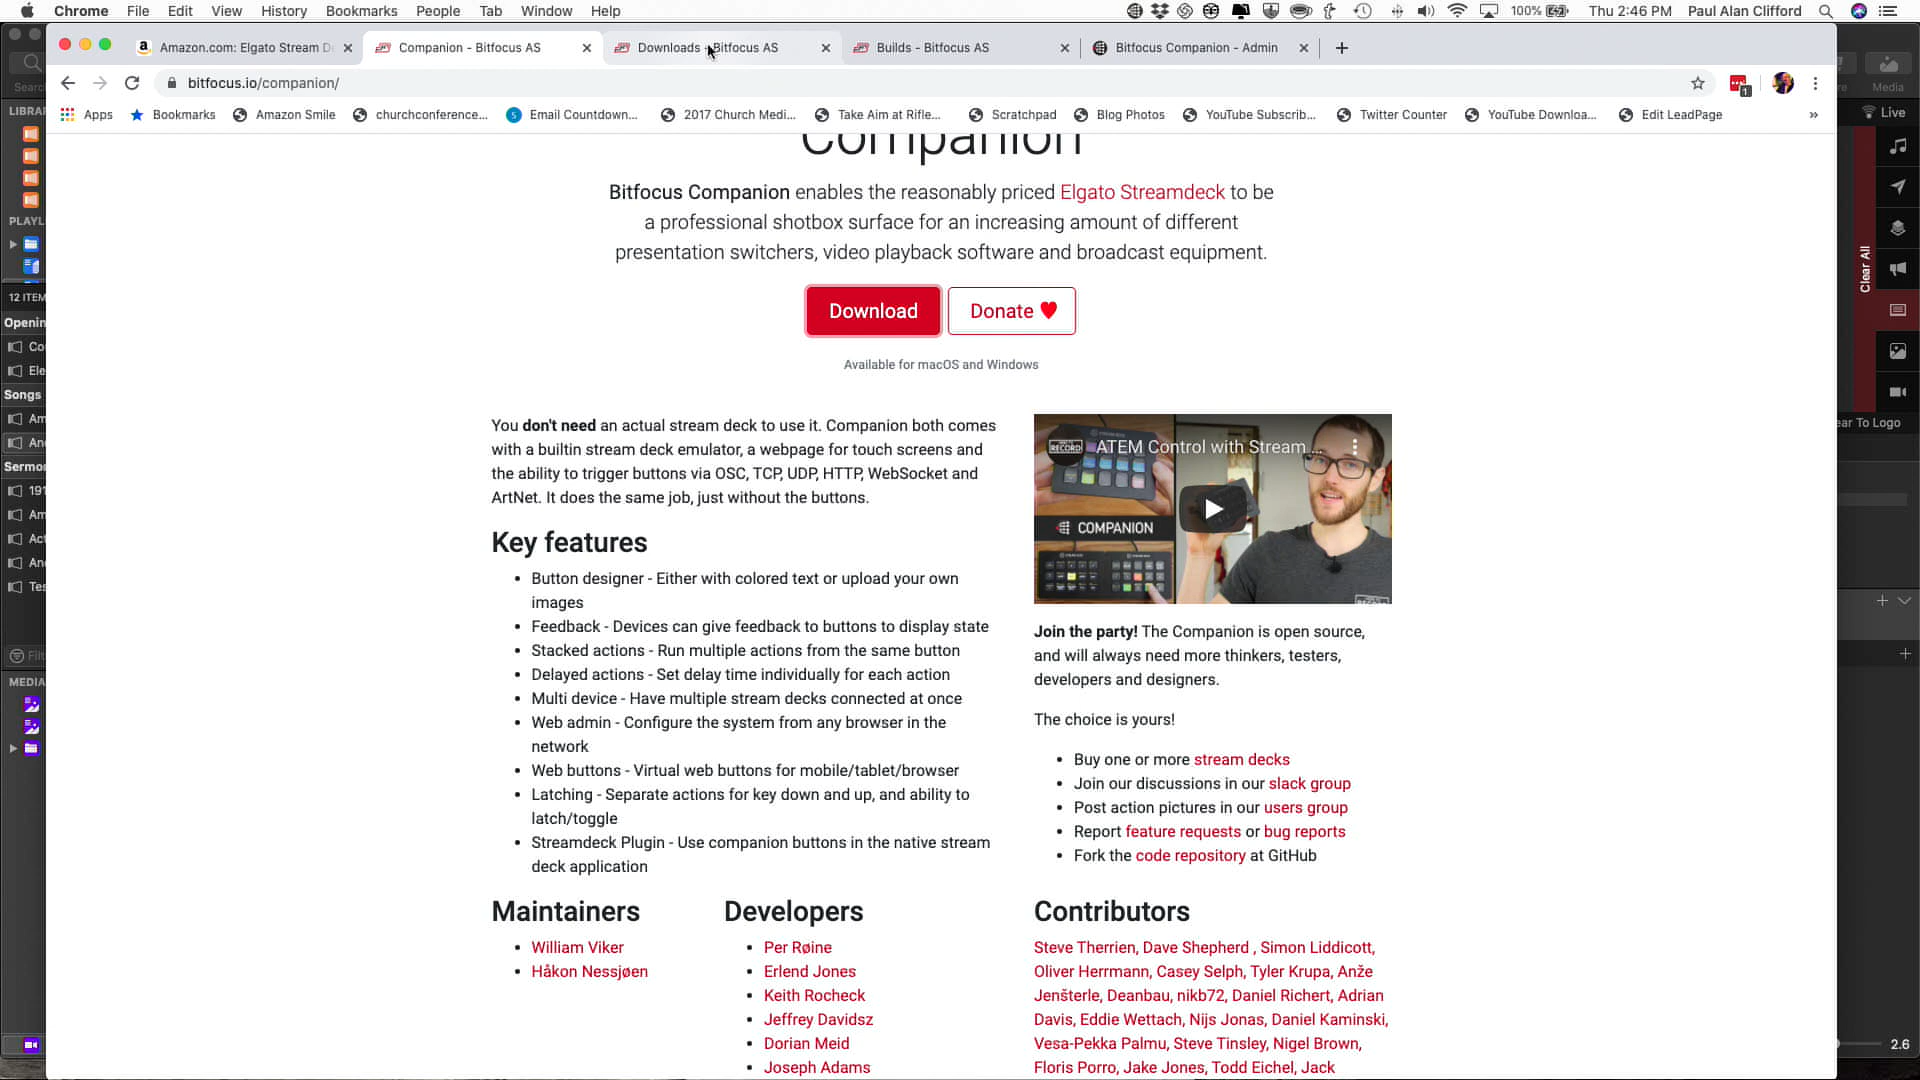 Chrome File Edit View History Bookmarks People Tab Window Help 100% Thu 2:46 PM Paul Alan Clifford
Amazon.com: Elgato Stream D
Companion - Bitfocus AS
Downloads - Bitfocus AS
Builds - Bitfocus AS
Bitfocus Companion - Admin
bitfocus.io/companion/
Apps Bookmarks Amazon Smile churchconference... Email Countdown... 2017 Church Medi... Take Aim at Rifle... Scratchpad Blog Photos YouTube Subscrib... Twitter Counter YouTube Downloa... Edit LeadPage »
Searc
LIBRAR
PLAYL
12 ITEM
Openin
Co
Ele
Songs
Am
And
Sermo
191
Am
Act
And
Tes
Filt
MEDIA
Companion
Bitfocus Companion enables the reasonably priced Elgato Streamdeck to be
a professional shotbox surface for an increasing amount of different
presentation switchers, video playback software and broadcast equipment.
Download
Donate
Available for macOS and Windows
You don't need an actual stream deck to use it. Companion both comes
with a builtin stream deck emulator, a webpage for touch screens and
the ability to trigger buttons via OSC, TCP, UDP, HTTP, WebSocket and
ArtNet. It does the same job, just without the buttons.
Key features
• Button designer - Either with colored text or upload your own
images
• Feedback - Devices can give feedback to buttons to display state
• Stacked actions - Run multiple actions from the same button
• Delayed actions - Set delay time individually for each action
• Multi device - Have multiple stream decks connected at once
• Web admin - Configure the system from any browser in the
network
• Web buttons - Virtual web buttons for mobile/tablet/browser
• Latching - Separate actions for key down and up, and ability to
latch/toggle
• Streamdeck Plugin - Use companion buttons in the native stream
deck application
RECORD
ATEM Control with Stream ...
COMPANION
Join the party! The Companion is open source,
and will always need more thinkers, testers,
developers and designers.
The choice is yours!
• Buy one or more stream decks
• Join our discussions in our slack group
• Post action pictures in our users group
• Report feature requests or bug reports
• Fork the code repository at GitHub
Maintainers
• William Viker
• Håkon Nessjøen
Developers
• Per Røine
• Erlend Jones
• Keith Rocheck
• Jeffrey Davidsz
• Dorian Meid
• Joseph Adams
Contributors
Steve Therrien, Dave Shepherd , Simon Liddicott,
Oliver Herrmann, Casey Selph, Tyler Krupa, Anže
Jenšterle, Deanbau, nikb72, Daniel Richert, Adrian
Davis, Eddie Wettach, Nijs Jonas, Daniel Kaminski,
Vesa-Pekka Palmu, Steve Tinsley, Nigel Brown,
Floris Porro, Jake Jones, Todd Eichel, Jack
re
Media
Live
Clear All
ear To Logo
2.6